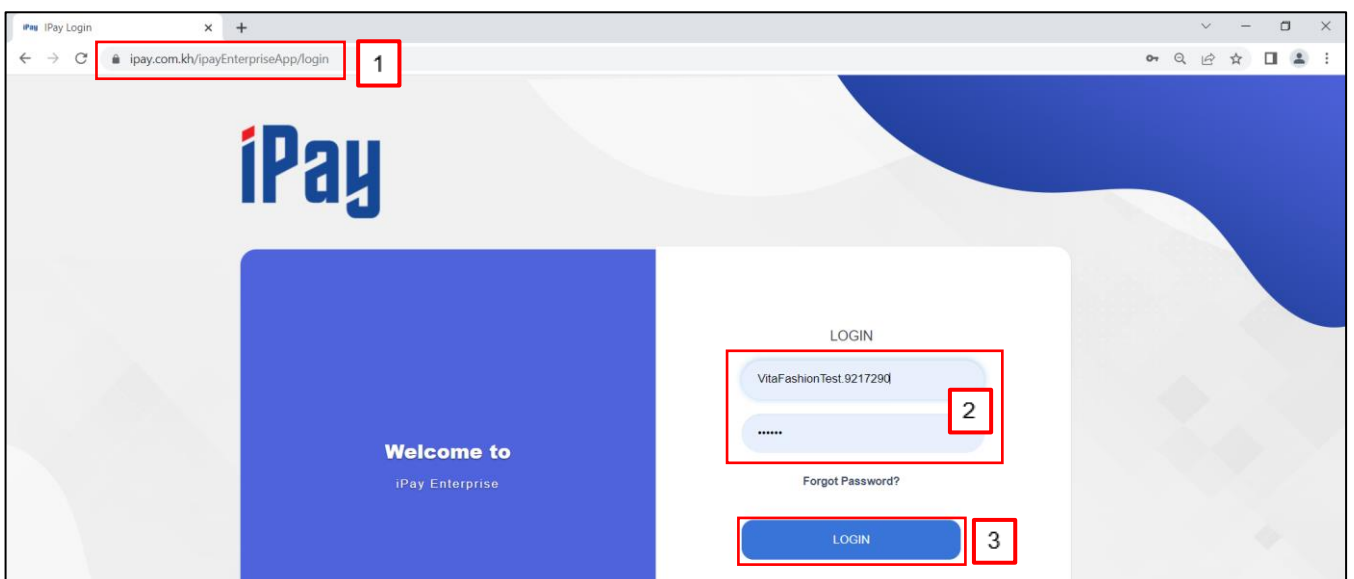 iPay IPay Login
ipay.com.kh/ipayEnterpriseApp/login
1
iPay
LOGIN
VitaFashionTest.9217290
2
••••••
Welcome to
iPay Enterprise
Forgot Password?
LOGIN
3